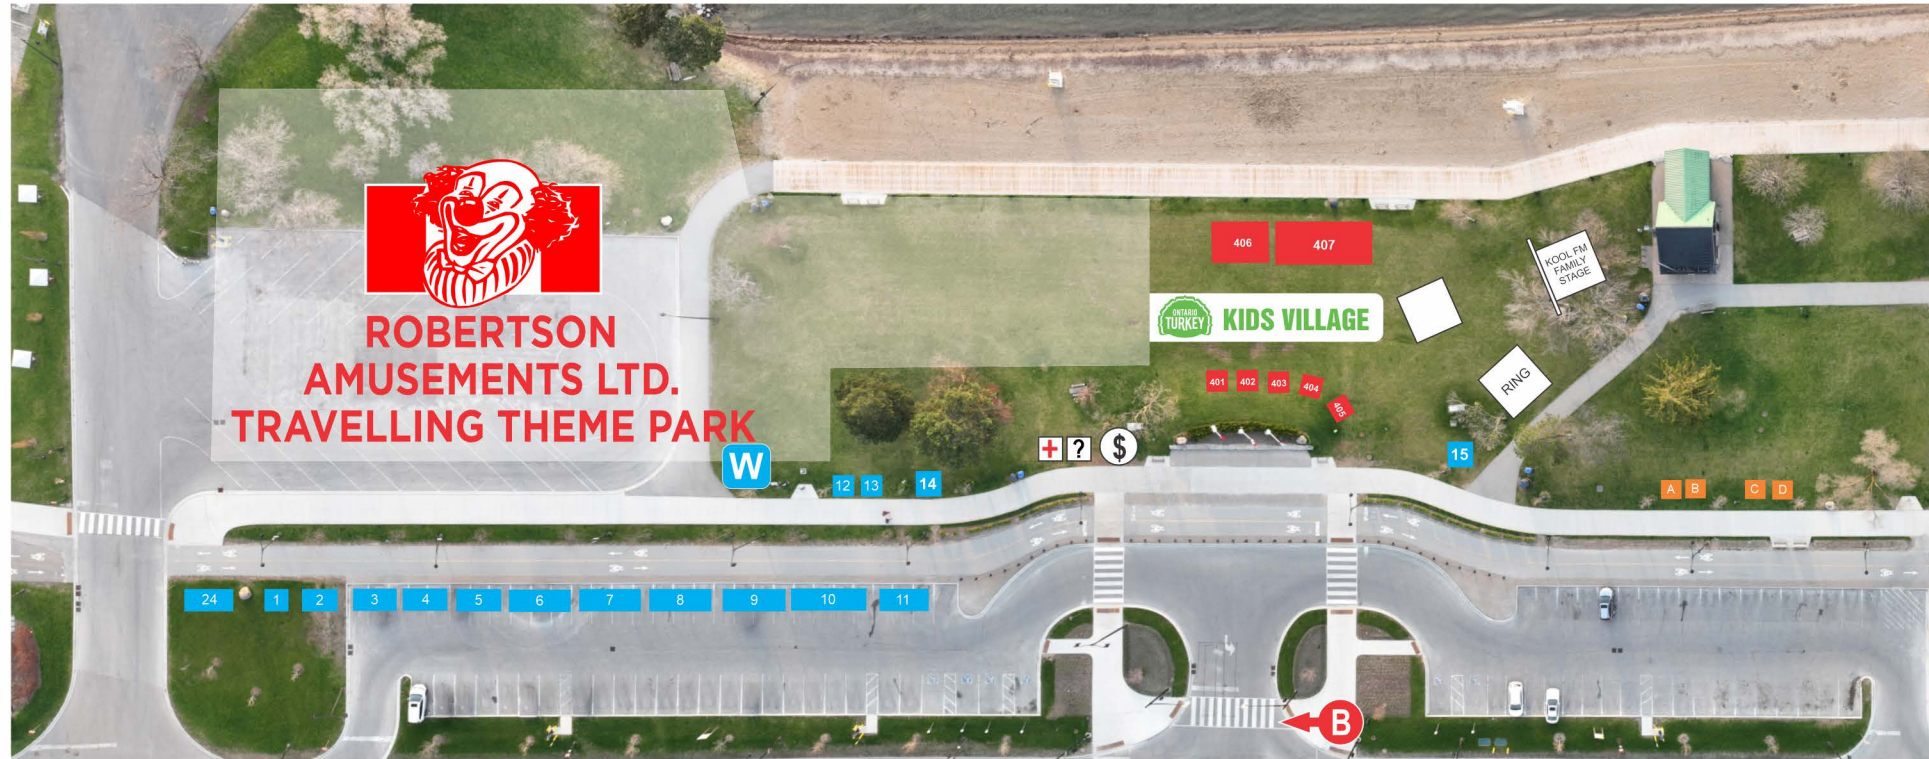 ROBERTSON
AMUSEMENTS LTD.
TRAVELLING THEME PARK
406
407
KOOL FM
FAMILY
STAGE
ONTARIO
TURKEY
KIDS VILLAGE
401
402
403
404
405
RING
W
+
?
$
15
12
13
14
A
B
C
D
24
1
2
3
4
5
6
7
8
9
10
11
B